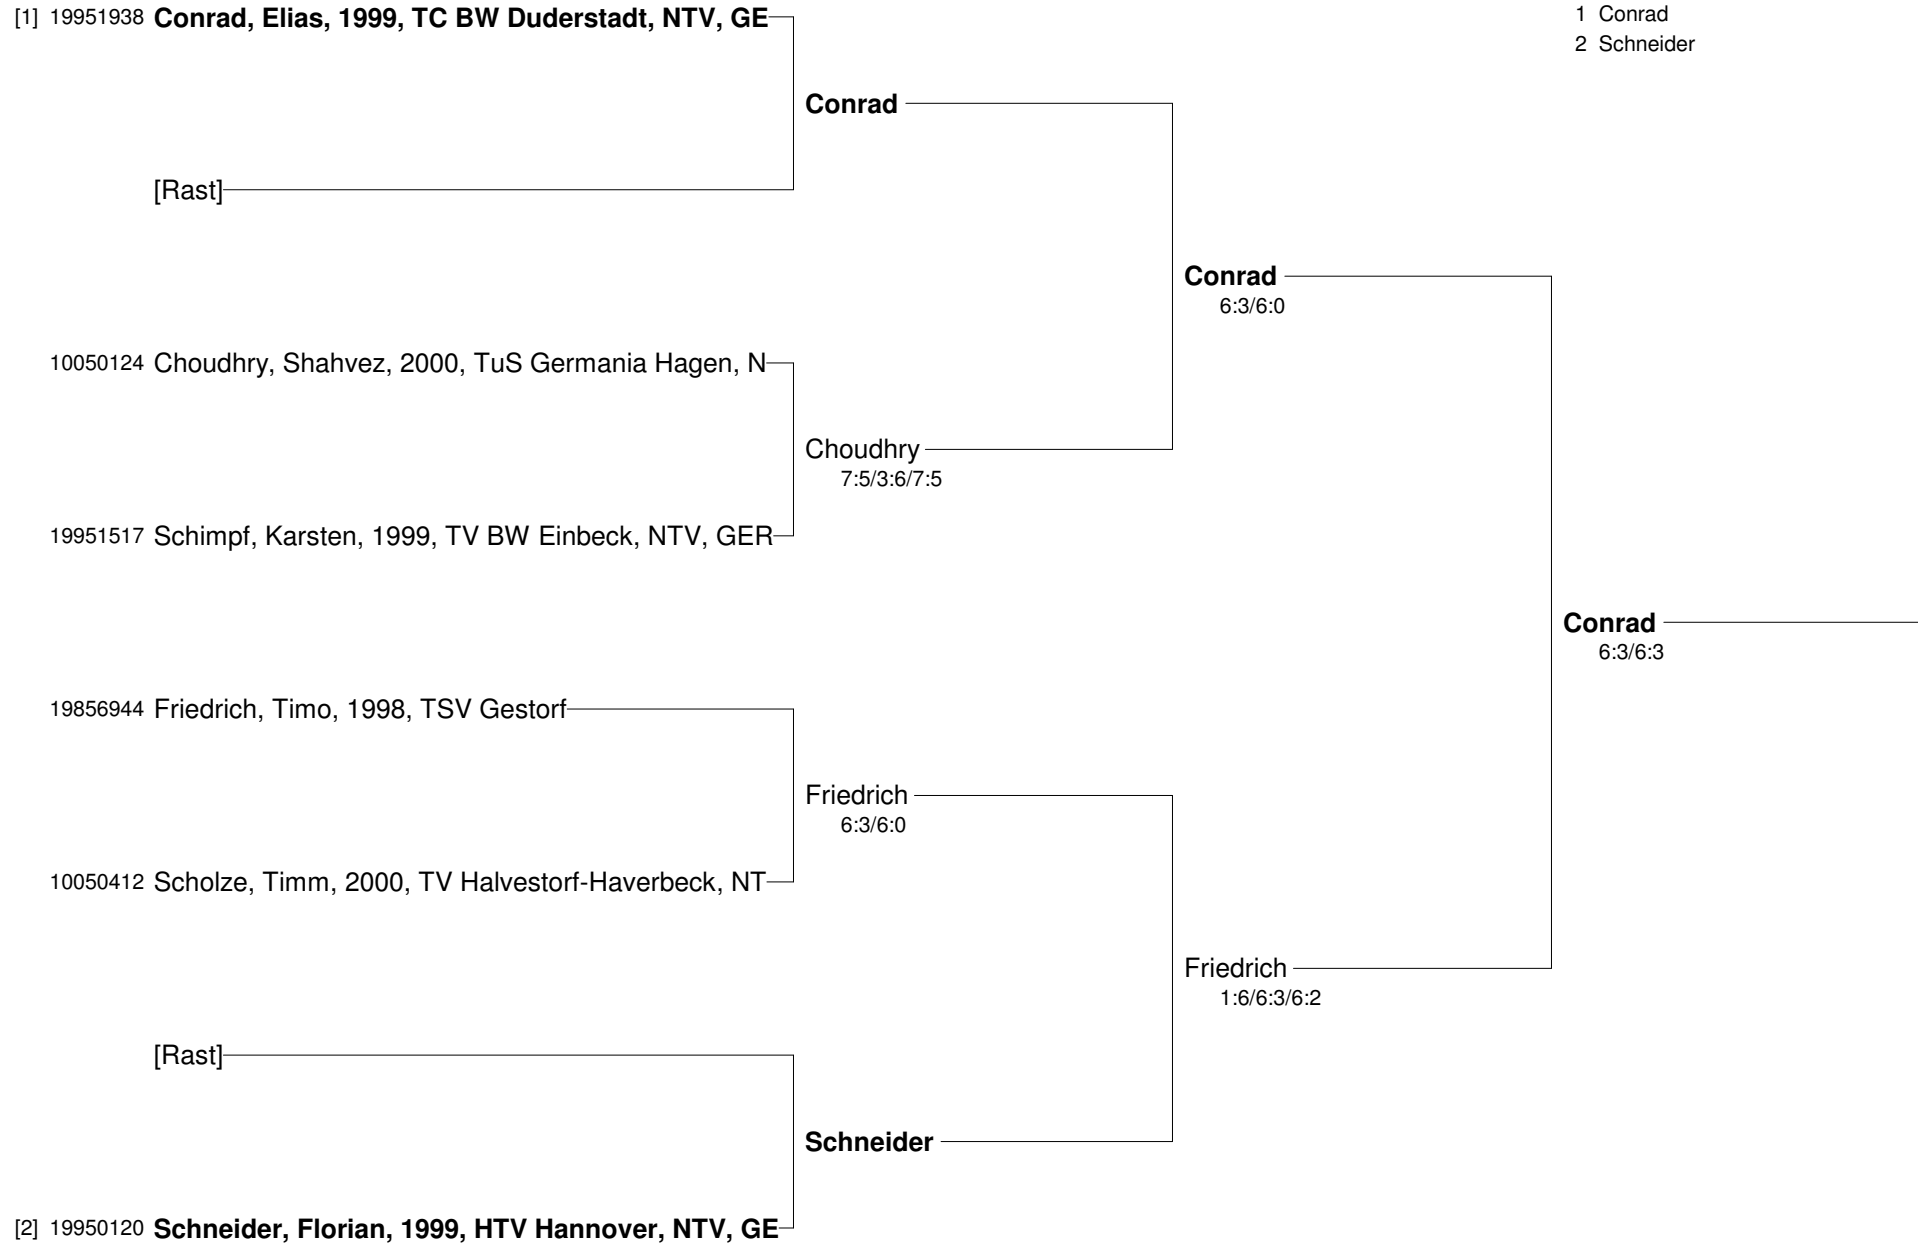 [1] 19951938 Conrad, Elias, 1999, TC BW Duderstadt, NTV, GE
1 Conrad
2 Schneider
Conrad
[Rast]
Conrad
6:3/6:0
10050124 Choudhry, Shahvez, 2000, TuS Germania Hagen, N
Choudhry
7:5/3:6/7:5
19951517 Schimpf, Karsten, 1999, TV BW Einbeck, NTV, GER
Conrad
6:3/6:3
19856944 Friedrich, Timo, 1998, TSV Gestorf
Friedrich
6:3/6:0
10050412 Scholze, Timm, 2000, TV Halvestorf-Haverbeck, NT
Friedrich
1:6/6:3/6:2
[Rast]
Schneider
[2] 19950120 Schneider, Florian, 1999, HTV Hannover, NTV, GE